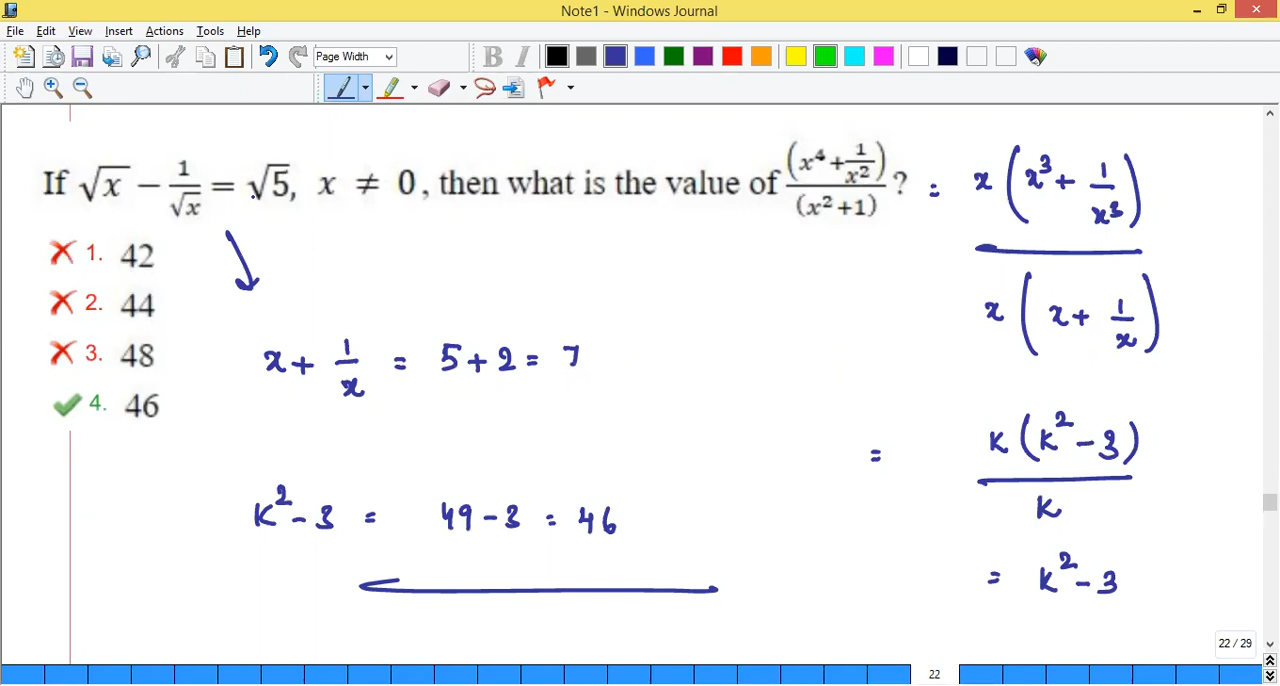 Note1 - Windows Journal
File Edit View Insert Actions Tools Help
Page Width B I
If √x − 1/√x = √5, x ≠ 0, then what is the value of (x⁴ + 1/x²)/(x² + 1) ? = x(x³ + 1/x³) / x(x + 1/x)
1. 42
2. 44
3. 48
4. 46
x + 1/x = 5 + 2 = 7
= k(k² − 3) / k
k² − 3 = 49 − 3 = 46
= k² − 3
22 / 29
22